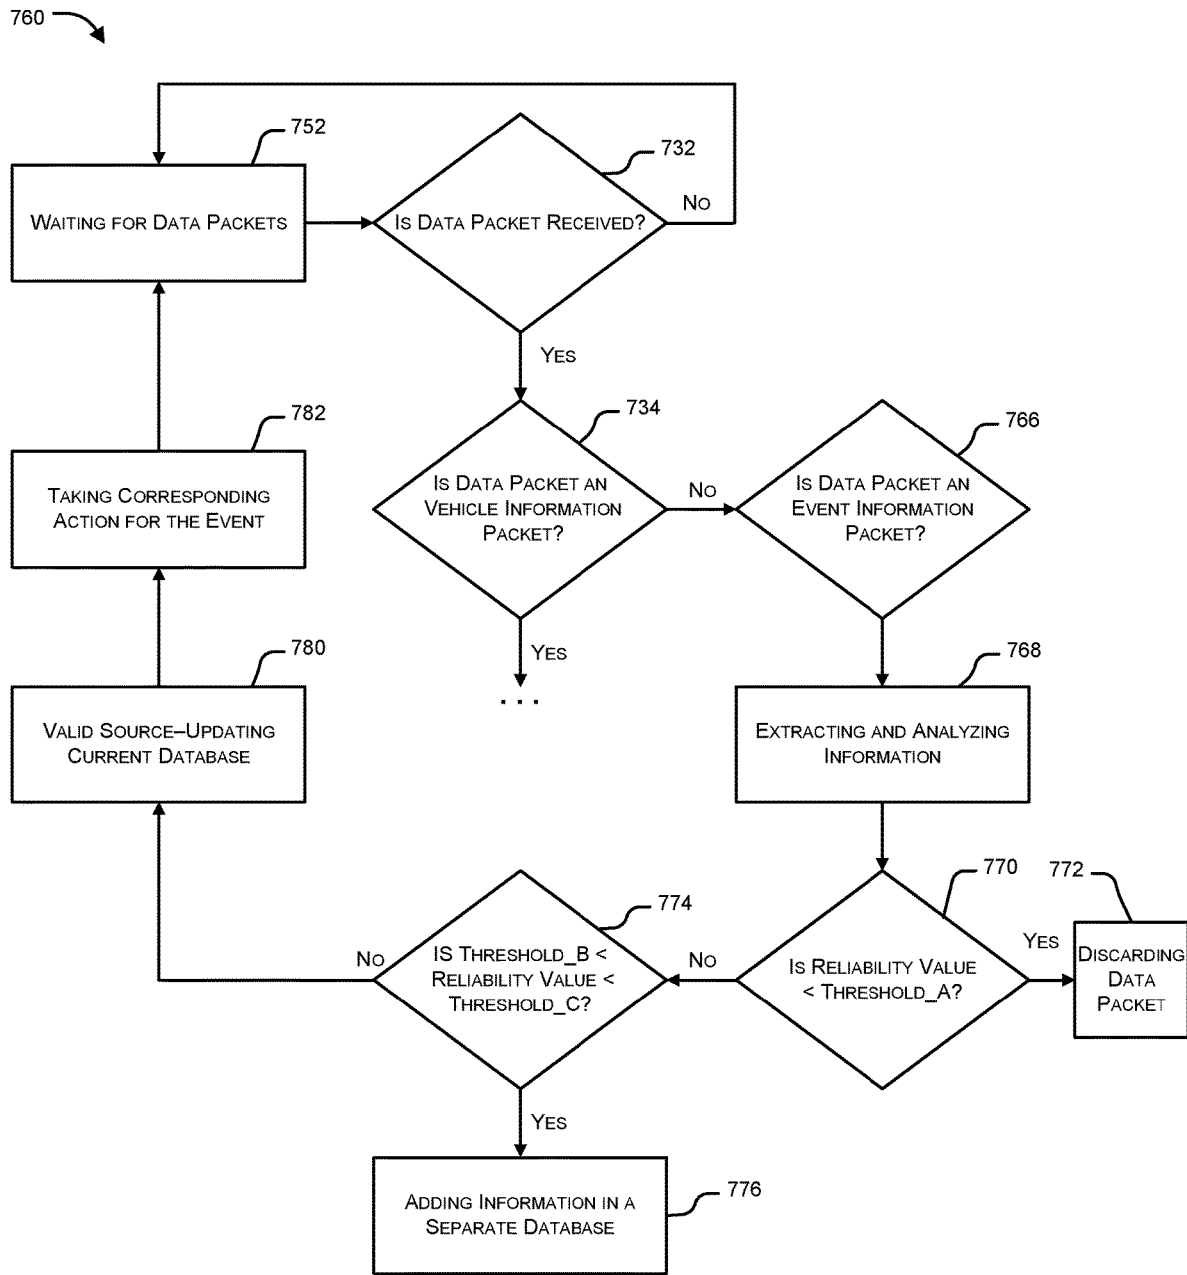 760
752
732
WAITING FOR DATA PACKETS
IS DATA PACKET RECEIVED?
NO
YES
782
734
766
TAKING CORRESPONDING
ACTION FOR THE EVENT
IS DATA PACKET AN
VEHICLE INFORMATION
PACKET?
NO
IS DATA PACKET AN
EVENT INFORMATION
PACKET?
780
YES
. . .
768
VALID SOURCE–UPDATING
CURRENT DATABASE
EXTRACTING AND ANALYZING
INFORMATION
774
770
772
NO
IS THRESHOLD_B <
RELIABILITY VALUE <
THRESHOLD_C?
NO
IS RELIABILITY VALUE
< THRESHOLD_A?
YES
DISCARDING
DATA
PACKET
YES
776
ADDING INFORMATION IN A
SEPARATE DATABASE